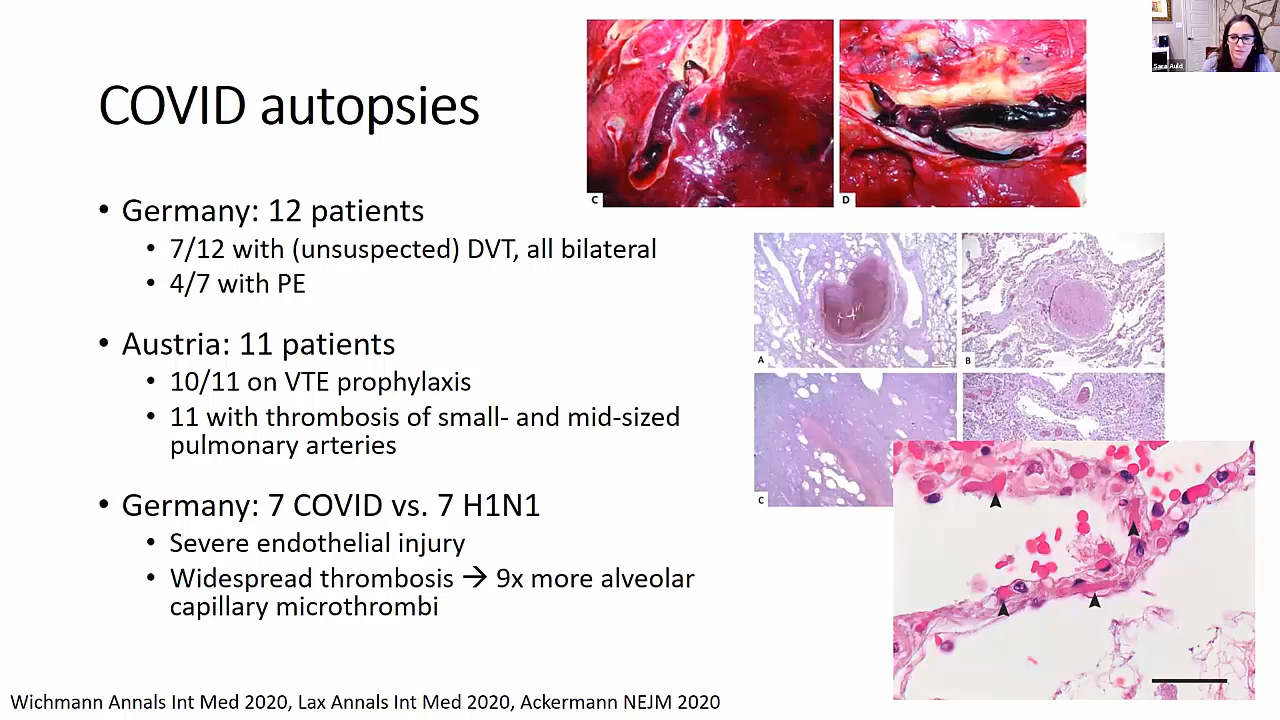 COVID autopsies
• Germany: 12 patients
• 7/12 with (unsuspected) DVT, all bilateral
• 4/7 with PE
• Austria: 11 patients
• 10/11 on VTE prophylaxis
• 11 with thrombosis of small- and mid-sized
pulmonary arteries
• Germany: 7 COVID vs. 7 H1N1
• Severe endothelial injury
• Widespread thrombosis → 9x more alveolar
capillary microthrombi
Wichmann Annals Int Med 2020, Lax Annals Int Med 2020, Ackermann NEJM 2020
C
D
A
B
C
Sara Auld